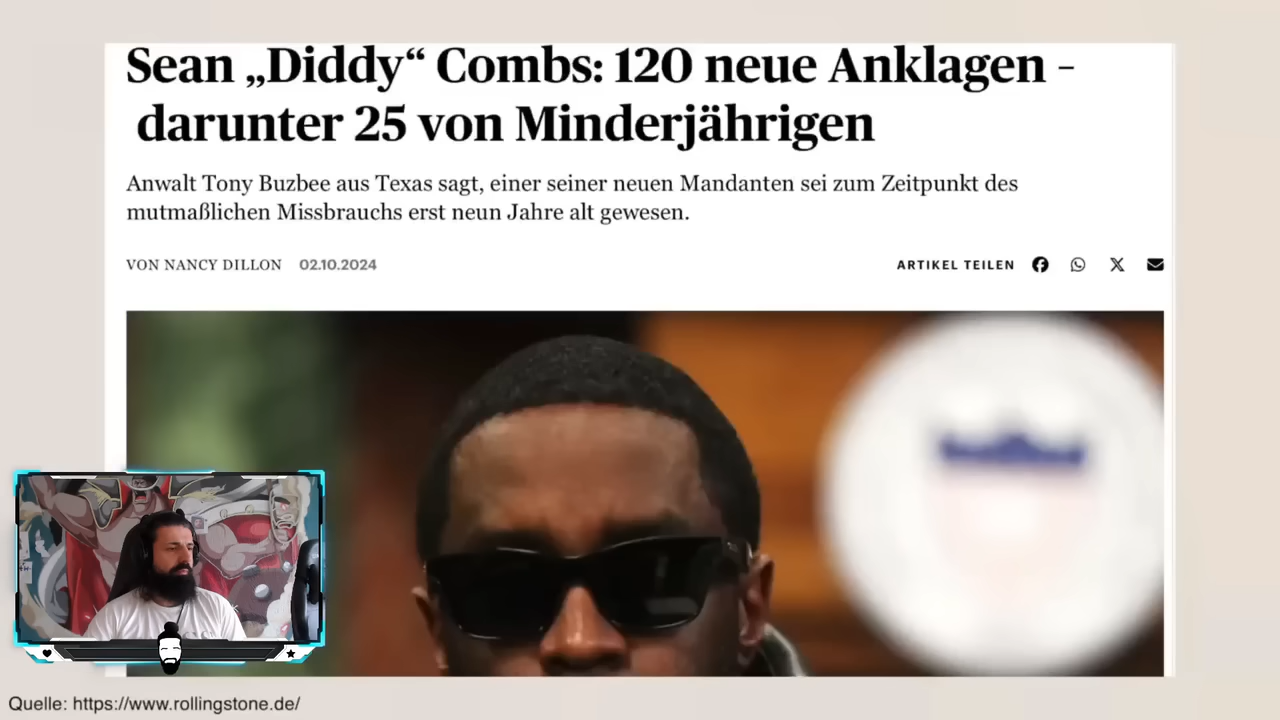 Sean „Diddy“ Combs: 120 neue Anklagen –
darunter 25 von Minderjährigen
Anwalt Tony Buzbee aus Texas sagt, einer seiner neuen Mandanten sei zum Zeitpunkt des
mutmaßlichen Missbrauchs erst neun Jahre alt gewesen.
VON NANCY DILLON 02.10.2024
ARTIKEL TEILEN
Quelle: https://www.rollingstone.de/